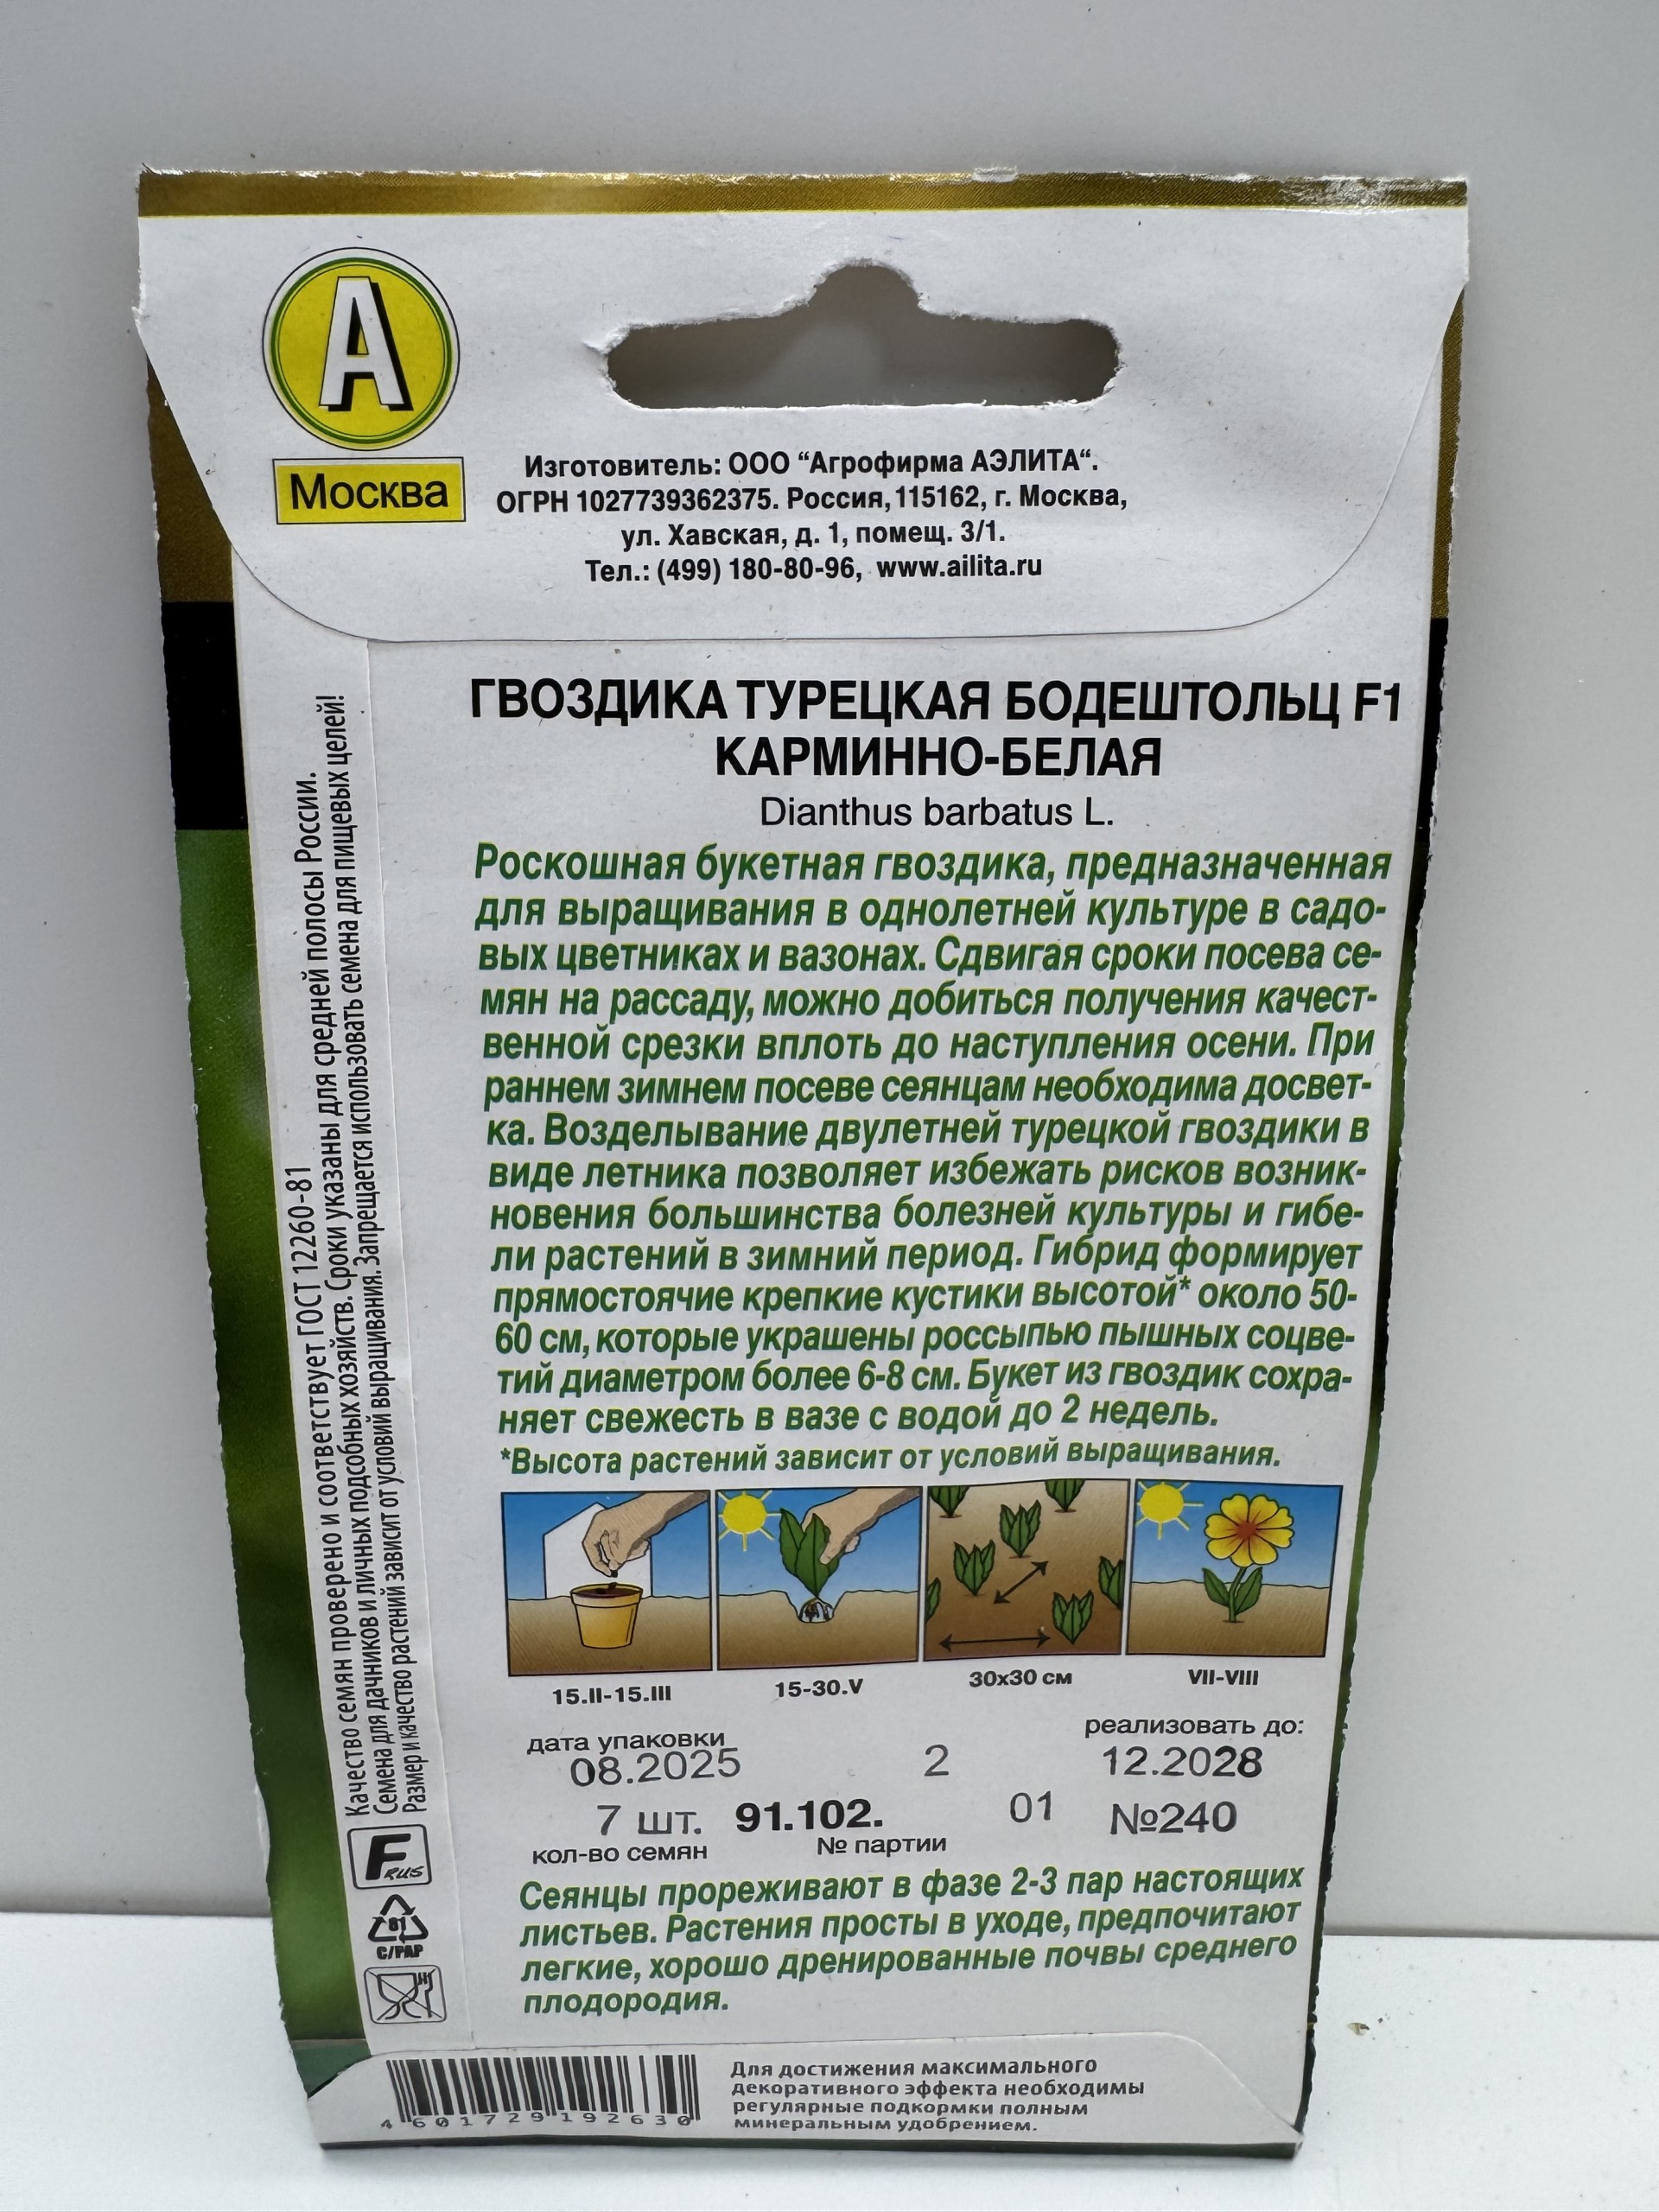 А
Москва
Изготовитель: ООО “Агрофирма АЭЛИТА“.
ОГРН 1027739362375. Россия, 115162, г. Москва,
ул. Хавская, д. 1, помещ. 3/1.
Тел.: (499) 180-80-96, www.ailita.ru
ГВОЗДИКА ТУРЕЦКАЯ БОДЕШТОЛЬЦ F1
КАРМИННО-БЕЛАЯ
Dianthus barbatus L.
Роскошная букетная гвоздика, предназначенная
для выращивания в однолетней культуре в садо-
вых цветниках и вазонах. Сдвигая сроки посева се-
мян на рассаду, можно добиться получения качест-
венной срезки вплоть до наступления осени. При
раннем зимнем посеве сеянцам необходима досвет-
ка. Возделывание двулетней турецкой гвоздики в
виде летника позволяет избежать рисков возник-
новения большинства болезней культуры и гибе-
ли растений в зимний период. Гибрид формирует
прямостоячие крепкие кустики высотой* около 50-
60 см, которые украшены россыпью пышных соцве-
тий диаметром более 6-8 см. Букет из гвоздик сохра-
няет свежесть в вазе с водой до 2 недель.
*Высота растений зависит от условий выращивания.
15.II-15.III
15-30.V
30x30 см
VII-VIII
дата упаковки
реализовать до:
08.2025
2
12.2028
7 шт.
91.102.
01
№240
кол-во семян
№ партии
Сеянцы прореживают в фазе 2-3 пар настоящих
листьев. Растения просты в уходе, предпочитают
легкие, хорошо дренированные почвы среднего
плодородия.
Качество семян проверено и соответствует ГОСТ 12260-81
Семена для дачников и личных подсобных хозяйств. Сроки указаны для средней полосы России.
Размер и качество растений зависит от условий выращивания. Запрещается использовать семена для пищевых целей!
F RUS
81
C/PAP
4 601729 192630
Для достижения максимального
декоративного эффекта необходимы
регулярные подкормки полным
минеральным удобрением.